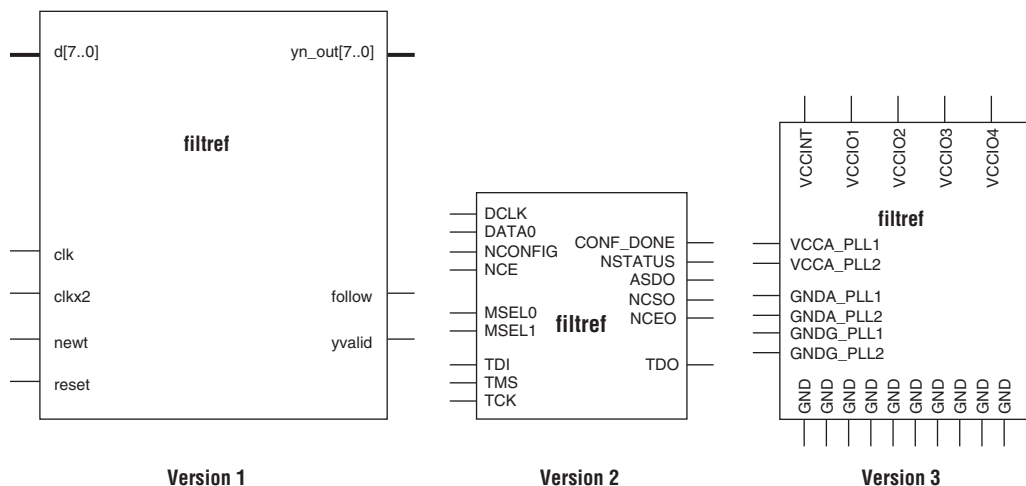 d[7..0]
yn_out[7..0]
filtref
clk
clkx2
follow
newt
yvalid
reset
Version 1
DCLK
DATA0
NCONFIG
NCE
CONF_DONE
NSTATUS
ASDO
NCSO
NCEO
MSEL0
MSEL1
filtref
TDI
TMS
TCK
TDO
Version 2
VCCINT
VCCIO1
VCCIO2
VCCIO3
VCCIO4
filtref
VCCA_PLL1
VCCA_PLL2
GNDA_PLL1
GNDA_PLL2
GNDG_PLL1
GNDG_PLL2
GND
GND
GND
GND
GND
GND
GND
GND
GND
GND
Version 3